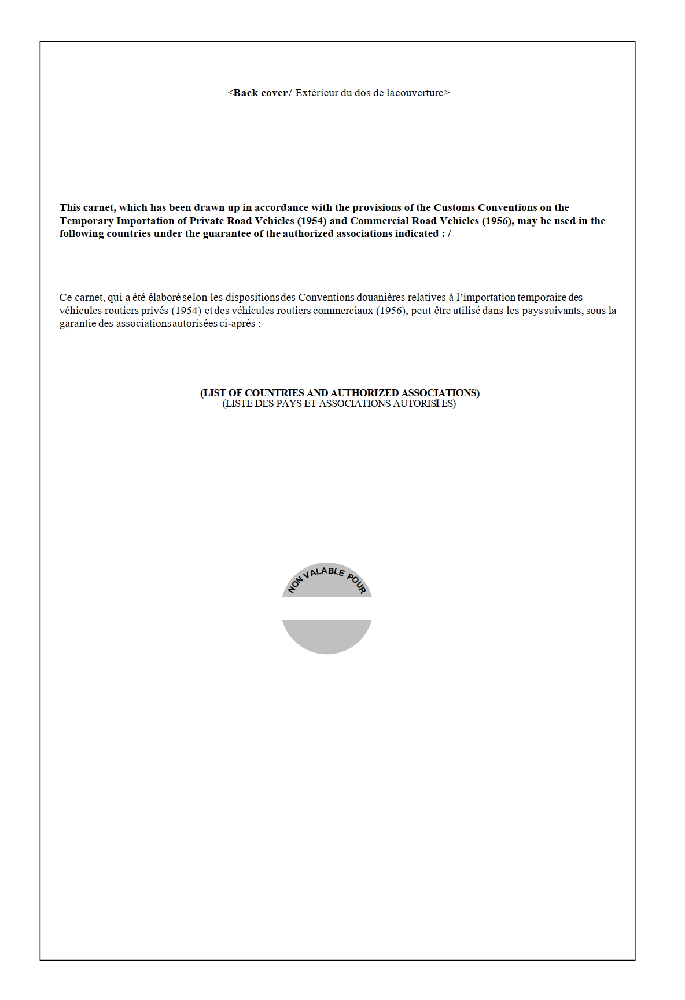 <Back cover/ Extérieur du dos de lacouverture>
This carnet, which has been drawn up in accordance with the provisions of the Customs Conventions on the
Temporary Importation of Private Road Vehicles (1954) and Commercial Road Vehicles (1956), may be used in the
following countries under the guarantee of the authorized associations indicated : /
Ce carnet, qui a été élaboré selon les dispositions des Conventions douanières relatives à l’importation temporaire des
véhicules routiers privés (1954) et des véhicules routiers commerciaux (1956), peut être utilisé dans les pays suivants, sous la
garantie des associations autorisées ci-après :
(LIST OF COUNTRIES AND AUTHORIZED ASSOCIATIONS)
(LISTE DES PAYS ET ASSOCIATIONS AUTORISI ES)
NON VALABLE POUR